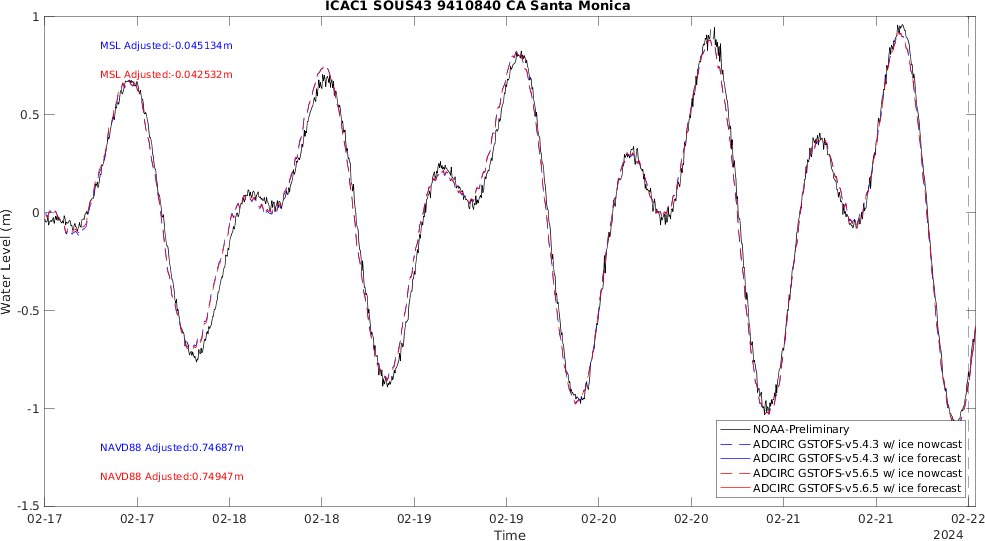 ICAC1 SOUS43 9410840 CA Santa Monica
MSL Adjusted:-0.045134m
MSL Adjusted:-0.042532m
NAVD88 Adjusted:0.74687m
NAVD88 Adjusted:0.74947m
1
0.5
0
-0.5
-1
-1.5
Water Level (m)
NOAA-Preliminary
ADCIRC GSTOFS-v5.4.3 w/ ice nowcast
ADCIRC GSTOFS-v5.4.3 w/ ice forecast
ADCIRC GSTOFS-v5.6.5 w/ ice nowcast
ADCIRC GSTOFS-v5.6.5 w/ ice forecast
02-17 02-17 02-18 02-18 02-19 02-19 02-20 02-20 02-21 02-21 02-22
Time
2024